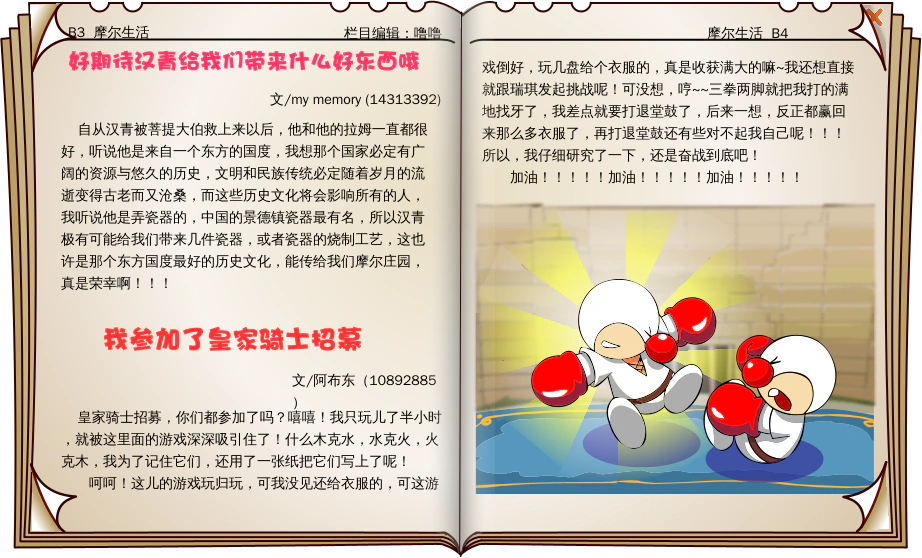 B3 摩尔生活
栏目编辑：噜噜
好期待汉青给我们带来什么好东西哦
文/my memory (14313392)
自从汉青被菩提大伯救上来以后，他和他的拉姆一直都很
好，听说他是来自一个东方的国度，我想那个国家必定有广
阔的资源与悠久的历史，文明和民族传统必定随着岁月的流
逝变得古老而又沧桑，而这些历史文化将会影响所有的人，
我听说他是弄瓷器的，中国的景德镇瓷器最有名，所以汉青
极有可能给我们带来几件瓷器，或者瓷器的烧制工艺，这也
许是那个东方国度最好的历史文化，能传给我们摩尔庄园，
真是荣幸啊！！！
我参加了皇家骑士招募
文/阿布东（10892885
）
皇家骑士招募，你们都参加了吗？嘻嘻！我只玩儿了半小时
，就被这里面的游戏深深吸引住了！什么木克水，水克火，火
克木，我为了记住它们，还用了一张纸把它们写上了呢！
呵呵！这儿的游戏玩归玩，可我没见还给衣服的，可这游
摩尔生活 B4
戏倒好，玩几盘给个衣服的，真是收获满大的嘛~我还想直接
就跟瑞琪发起挑战呢！可没想，哼~~三拳两脚就把我打的满
地找牙了，我差点就要打退堂鼓了，后来一想，反正都赢回
来那么多衣服了，再打退堂鼓还有些对不起我自己呢！！！
所以，我仔细研究了一下，还是奋战到底吧！
加油！！！！！加油！！！！！加油！！！！！